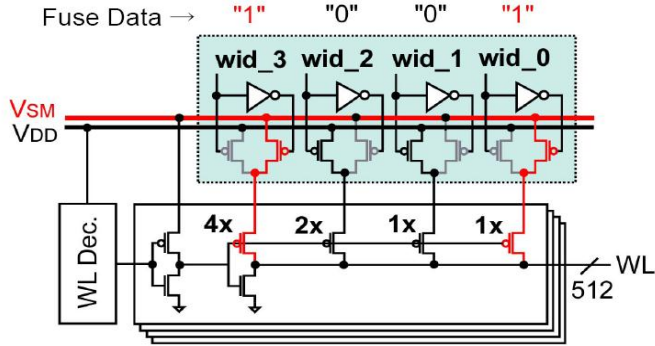 Fuse Data → "1" "0" "0" "1"
wid_3 wid_2 wid_1 wid_0
VSM
VDD
WL Dec.
4x 2x 1x 1x
WL
512